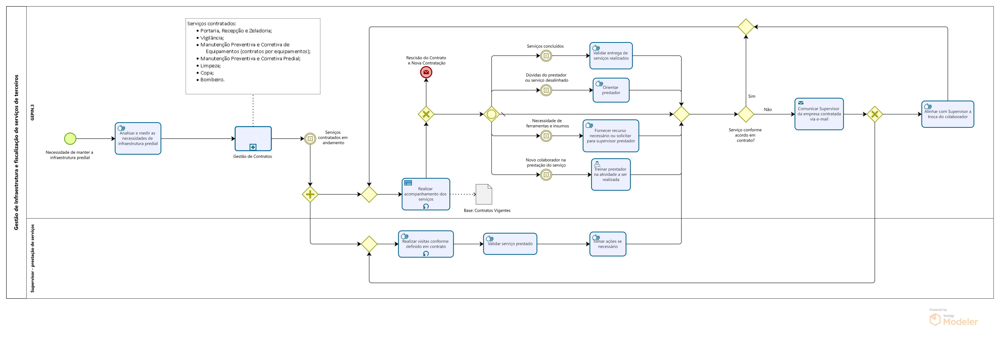 Gestão de Infraestrutura e fiscalização de serviços de terceiros
GEPIN.3
Supervisor - prestação de serviços
Necessidade de manter a
infraestrutura predial
Analisar e medir as
necessidades de
infraestrutura predial
Serviços contratados:
• Portaria, Recepção e Zeladoria;
• Vigilância;
• Manutenção Preventiva e Corretiva de
Equipamentos (contratos por equipamentos);
• Manutenção Preventiva e Corretiva Predial;
• Limpeza;
• Copa;
• Bombeiro.
Gestão de Contratos
Serviços
contratados em
andamento
Realizar
acompanhamento dos
serviços
Base: Contratos Vigentes
Rescisão do Contrato
e Nova Contratação
Serviços concluídos
Validar entrega de
serviços realizados
Dúvidas do prestador
ou serviço desalinhado
Orientar
prestador
Necessidade de
ferramentas e insumos
Fornecer recurso
necessário ou solicitar
para supervisor prestador
Novo colaborador na
prestação do serviço
Treinar prestador
na atividade a ser
realizada
Sim
Não
Serviço conforme
acordo em
contrato?
Comunicar Supervisor
da empresa contratada
via e-mail
Alinhar com Supervisor a
troca do colaborador
Realizar visitas conforme
definido em contrato
Validar serviço prestado
Tomar ações se
necessário
Powered by
bizagi
Modeler